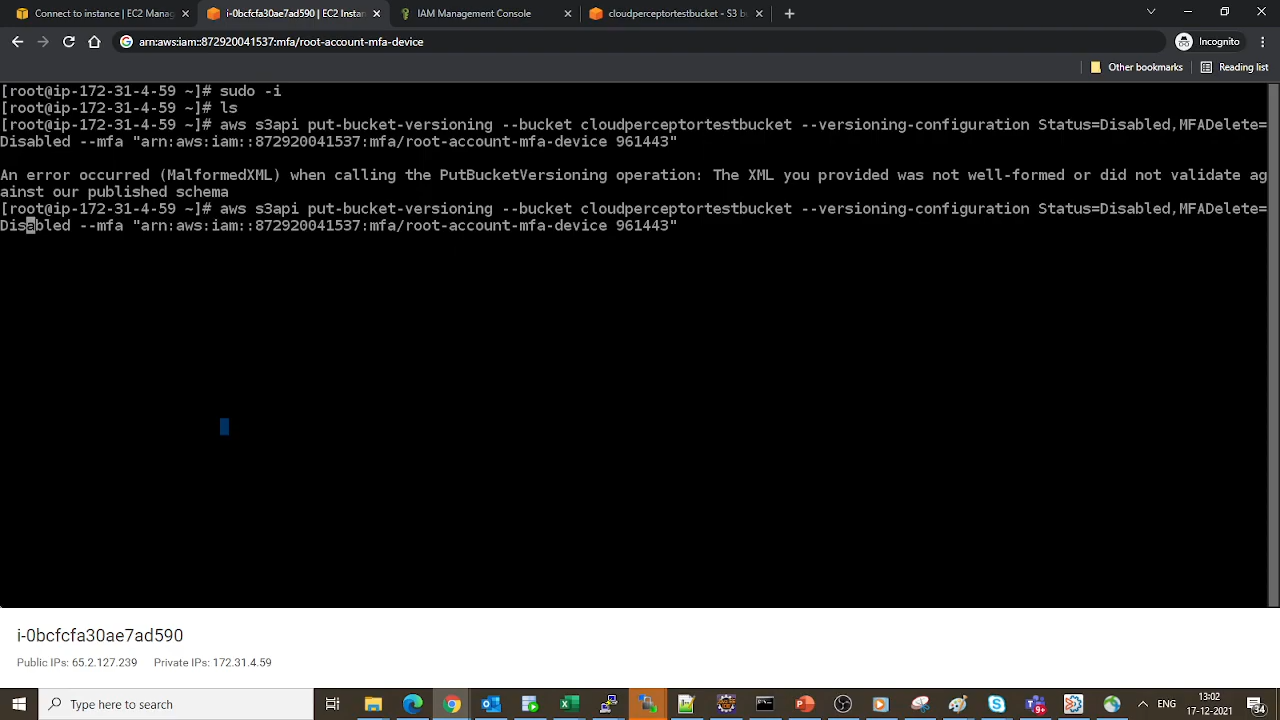 Connect to instance | EC2 Manag
i-0bcfcfa30ae7ad590 | EC2 Instan
IAM Management Console
cloudperceptortestbucket - S3 bu
arn:aws:iam::872920041537:mfa/root-account-mfa-device
Incognito
Other bookmarks
Reading list
[root@ip-172-31-4-59 ~]# sudo -i
[root@ip-172-31-4-59 ~]# ls
[root@ip-172-31-4-59 ~]# aws s3api put-bucket-versioning --bucket cloudperceptortestbucket --versioning-configuration Status=Disabled,MFADelete=
Disabled --mfa "arn:aws:iam::872920041537:mfa/root-account-mfa-device 961443"
An error occurred (MalformedXML) when calling the PutBucketVersioning operation: The XML you provided was not well-formed or did not validate ag
ainst our published schema
[root@ip-172-31-4-59 ~]# aws s3api put-bucket-versioning --bucket cloudperceptortestbucket --versioning-configuration Status=Disabled,MFADelete=
Disabled --mfa "arn:aws:iam::872920041537:mfa/root-account-mfa-device 961443"
i-0bcfcfa30ae7ad590
Public IPs: 65.2.127.239 Private IPs: 172.31.4.59
Type here to search
ENG
13:02
17-12-2021